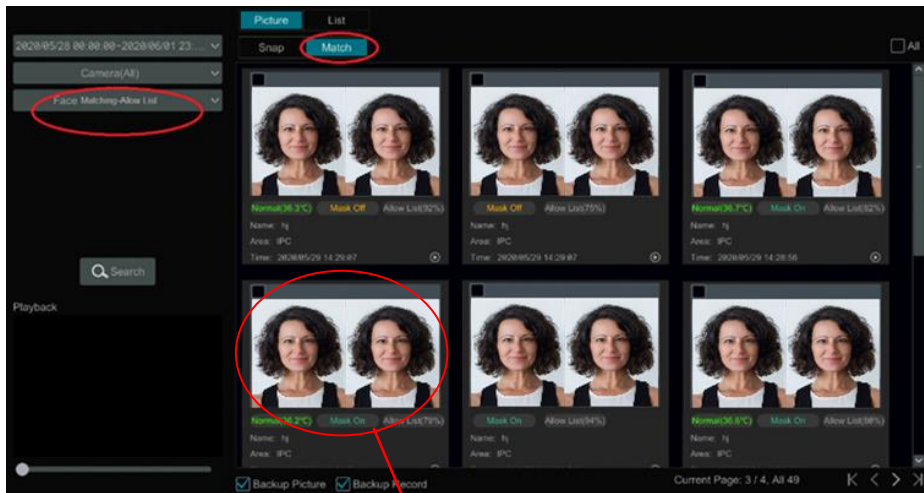 Picture List
2020/05/28 00:00:00~2020/06/01 23:...
Snap Match
All
Camera(All)
Face Matching-Allow List
Normal(36.3°C) Mask Off Allow List(92%)
Name: hj
Area: IPC
Time: 2020/05/29 14:29:07
Mask Off Allow List(75%)
Name: hj
Area: IPC
Time: 2020/05/29 14:29:07
Normal(36.7°C) Mask On Allow List(82%)
Name: hj
Area: IPC
Time: 2020/05/29 14:28:56
Search
Playback
Normal(36.2°C) Mask On Allow List(79%)
Name: hj
Area: IPC
Mask On Allow List(94%)
Name: hj
Area: IPC
Mask On
Name: hj
Area: IPC
Backup Picture Backup Record
Current Page: 3 / 4, All 49